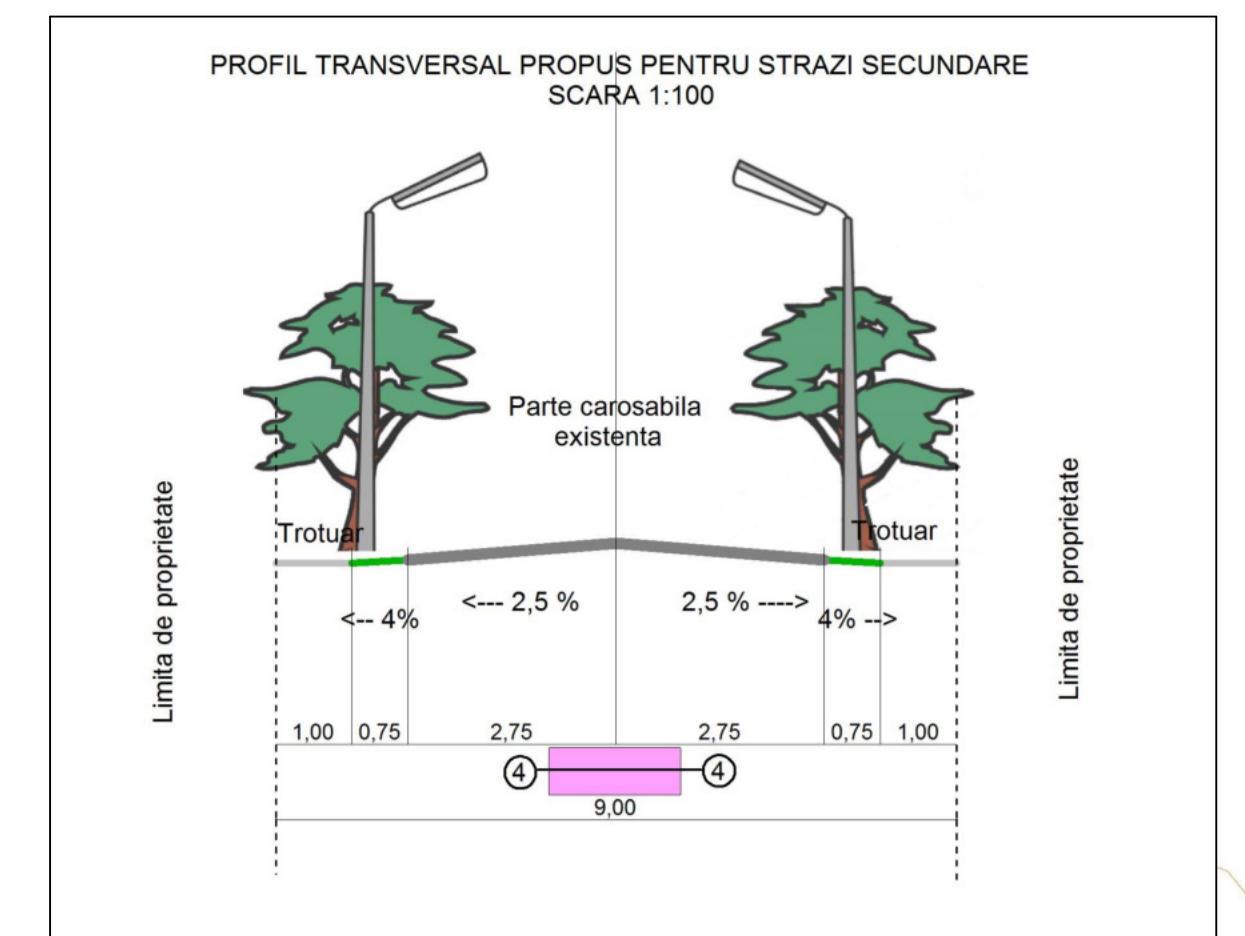 PROFIL TRANSVERSAL PROPUS PENTRU STRAZI SECUNDARE
SCARA 1:100
Parte carosabila
existenta
Trotuar
Trotuar
Limita de proprietate
Limita de proprietate
<--- 2,5 %
2,5 % ---->
<-- 4%
4% -->
1,00 0,75 2,75 2,75 0,75 1,00
4 4
9,00